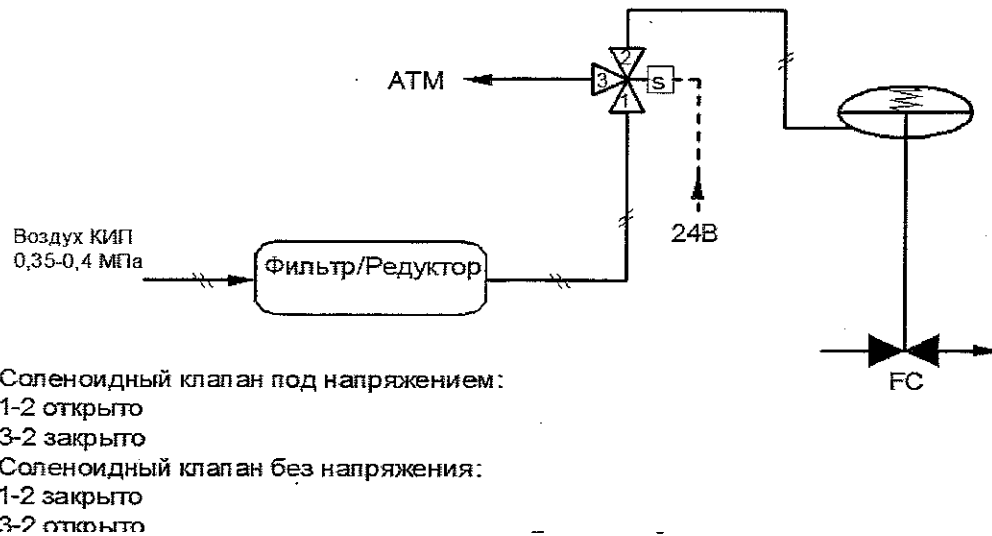 2
ATM
3
S
1
24В
Воздух КИП
0,35-0,4 МПа
Фильтр/Редуктор
FC
Соленоидный клапан под напряжением:
1-2 открыто
3-2 закрыто
Соленоидный клапан без напряжения:
1-2 закрыто
3-2 открыто